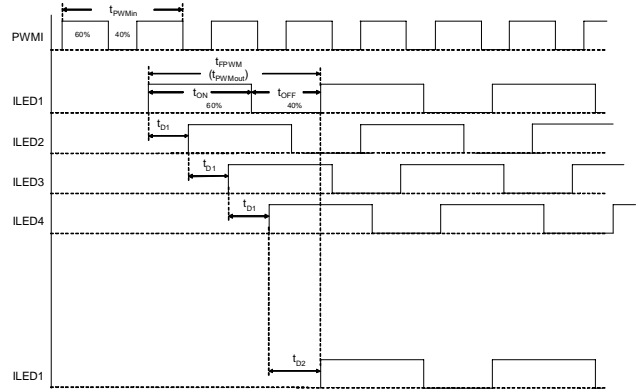 tPWMin
PWMI
60%
40%
tFPWM
(tPWMout)
ILED1
tON
tOFF
60%
40%
tD1
ILED2
tD1
ILED3
tD1
ILED4
tD2
ILED1